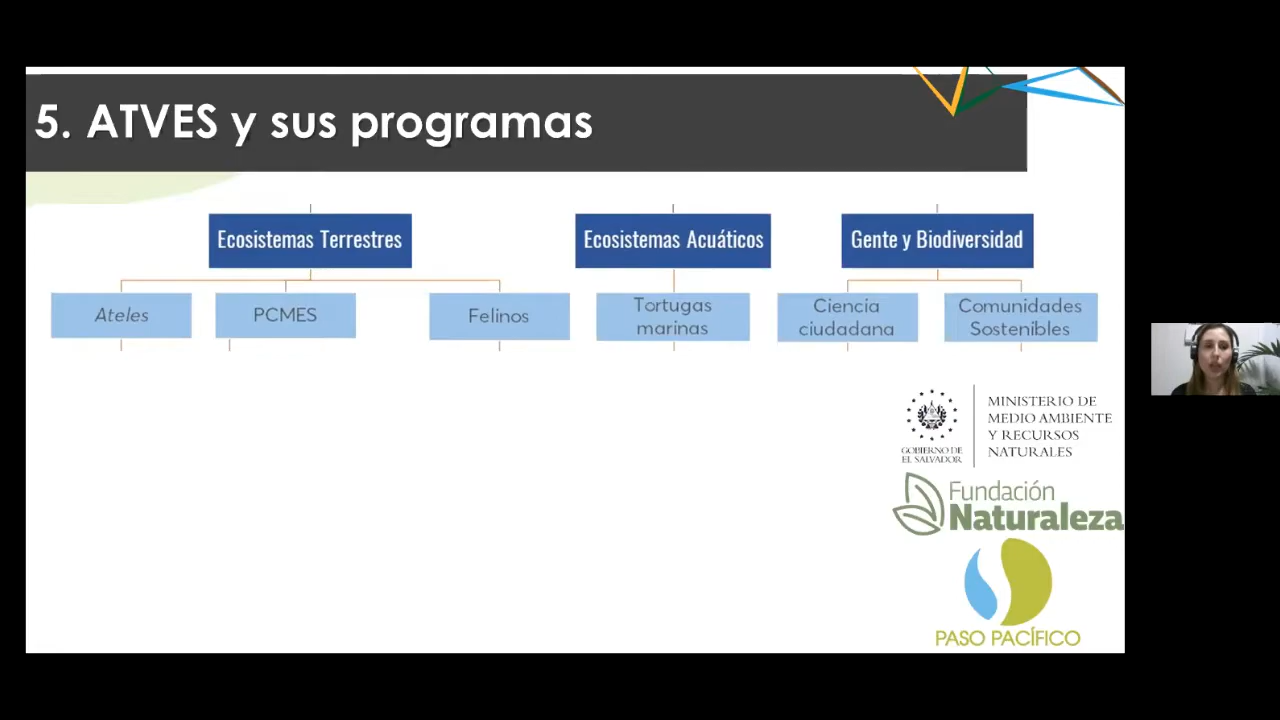 5. ATVES y sus programas
Ecosistemas Terrestres
Ecosistemas Acuáticos
Gente y Biodiversidad
Ateles
PCMES
Felinos
Tortugas
marinas
Ciencia
ciudadana
Comunidades
Sostenibles
GOBIERNO DE
EL SALVADOR
MINISTERIO DE
MEDIO AMBIENTE
Y RECURSOS
NATURALES
Fundación
Naturaleza
PASO PACÍFICO